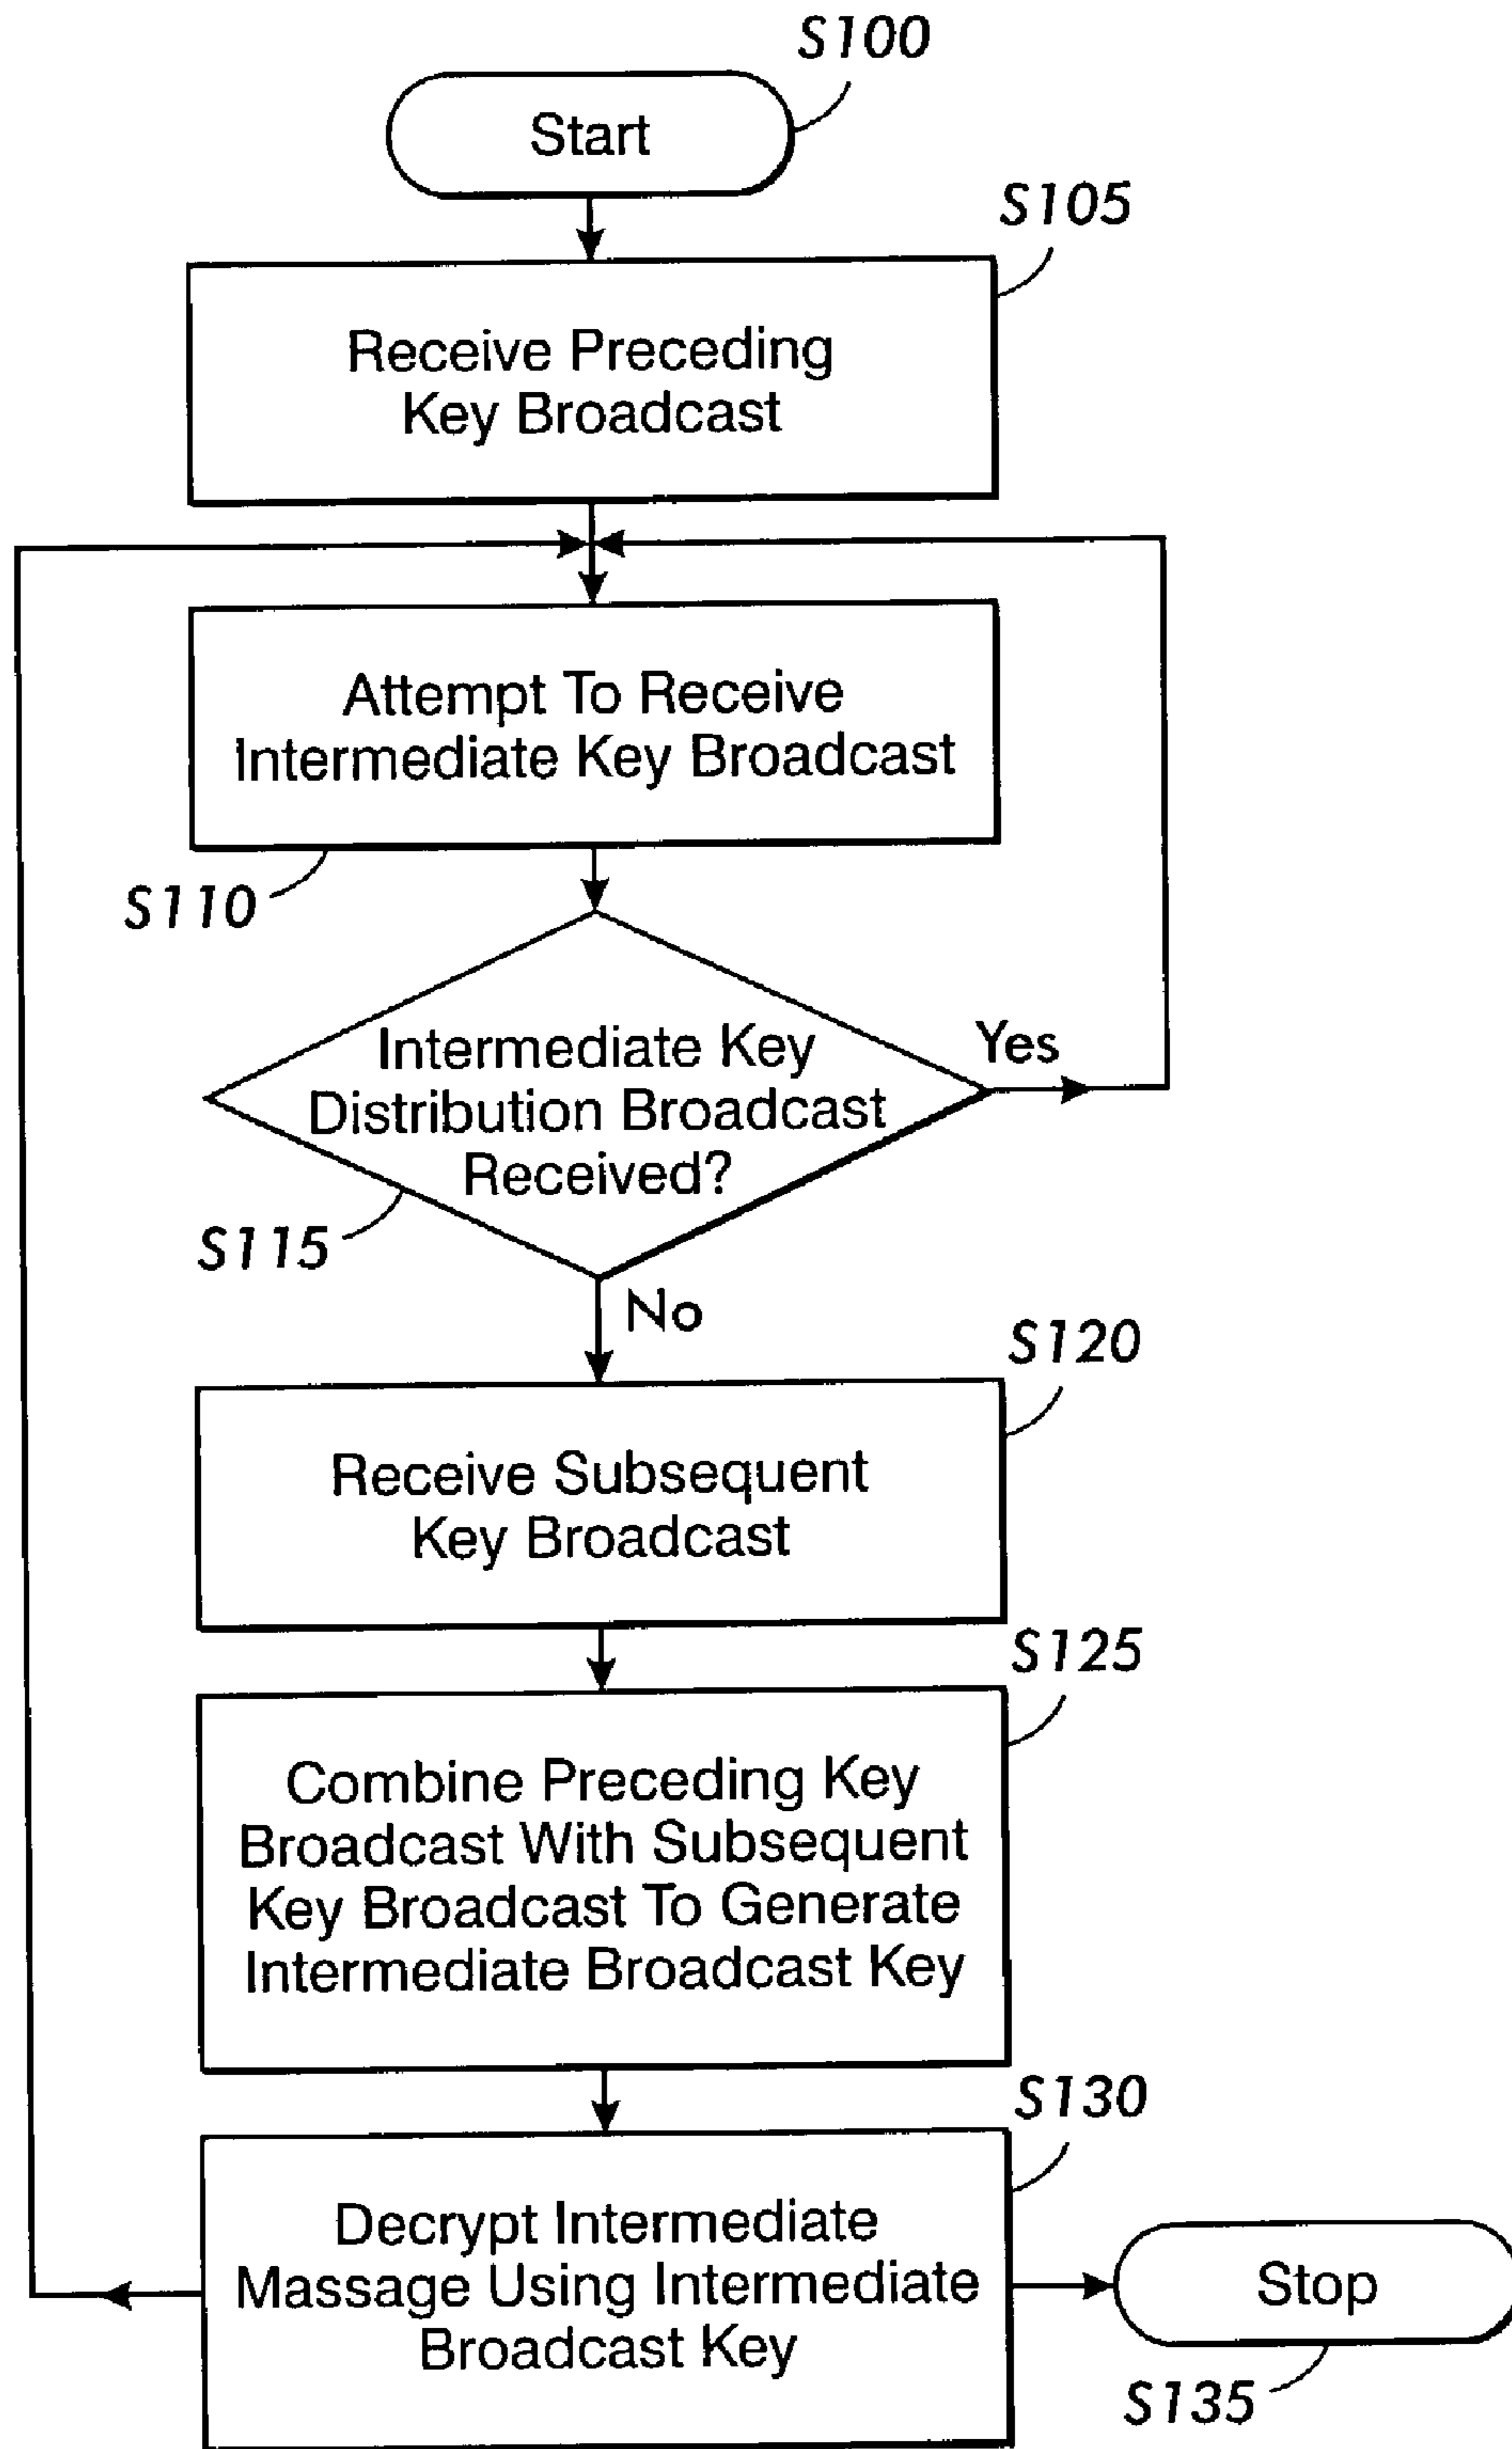 S100
Start
S105
Receive Preceding
Key Broadcast
Attempt To Receive
Intermediate Key Broadcast
S110
Intermediate Key
Distribution Broadcast
Received?
Yes
S115
No
S120
Receive Subsequent
Key Broadcast
S125
Combine Preceding Key
Broadcast With Subsequent
Key Broadcast To Generate
Intermediate Broadcast Key
S130
Decrypt Intermediate
Massage Using Intermediate
Broadcast Key
Stop
S135